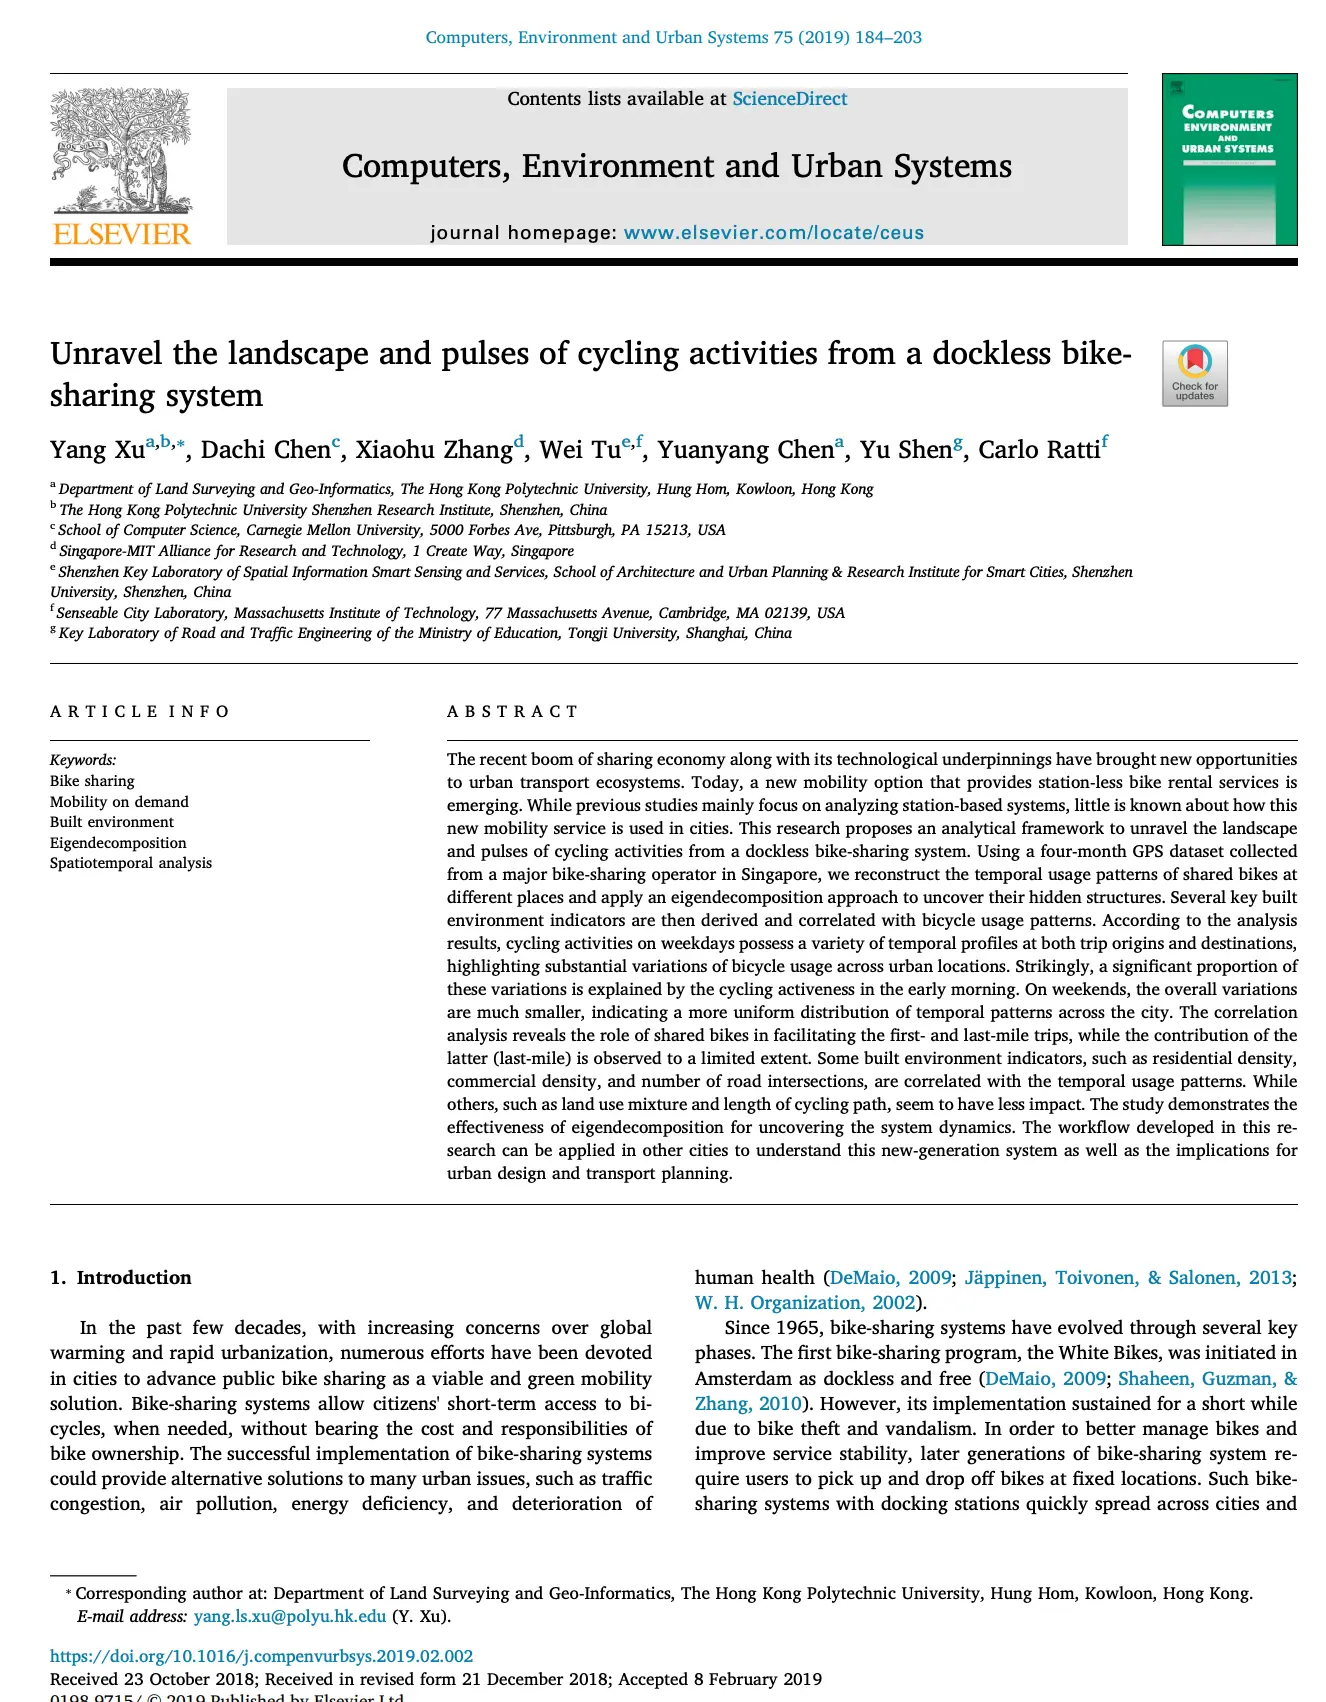 Computers, Environment and Urban Systems 75 (2019) 184–203
Contents lists available at ScienceDirect
Computers, Environment and Urban Systems
journal homepage: www.elsevier.com/locate/ceus
ELSEVIER
COMPUTERS
ENVIRONMENT
AND
URBAN SYSTEMS
Unravel the landscape and pulses of cycling activities from a dockless bike-
sharing system
Check for
updates
Yang Xua,b,*, Dachi Chenc, Xiaohu Zhangd, Wei Tue,f, Yuanyang Chena, Yu Sheng, Carlo Rattif
a Department of Land Surveying and Geo-Informatics, The Hong Kong Polytechnic University, Hung Hom, Kowloon, Hong Kong
b The Hong Kong Polytechnic University Shenzhen Research Institute, Shenzhen, China
c School of Computer Science, Carnegie Mellon University, 5000 Forbes Ave, Pittsburgh, PA 15213, USA
d Singapore-MIT Alliance for Research and Technology, 1 Create Way, Singapore
e Shenzhen Key Laboratory of Spatial Information Smart Sensing and Services, School of Architecture and Urban Planning & Research Institute for Smart Cities, Shenzhen
University, Shenzhen, China
f Senseable City Laboratory, Massachusetts Institute of Technology, 77 Massachusetts Avenue, Cambridge, MA 02139, USA
g Key Laboratory of Road and Traffic Engineering of the Ministry of Education, Tongji University, Shanghai, China
ARTICLE INFO
Keywords:
Bike sharing
Mobility on demand
Built environment
Eigendecomposition
Spatiotemporal analysis
ABSTRACT
The recent boom of sharing economy along with its technological underpinnings have brought new opportunities
to urban transport ecosystems. Today, a new mobility option that provides station-less bike rental services is
emerging. While previous studies mainly focus on analyzing station-based systems, little is known about how this
new mobility service is used in cities. This research proposes an analytical framework to unravel the landscape
and pulses of cycling activities from a dockless bike-sharing system. Using a four-month GPS dataset collected
from a major bike-sharing operator in Singapore, we reconstruct the temporal usage patterns of shared bikes at
different places and apply an eigendecomposition approach to uncover their hidden structures. Several key built
environment indicators are then derived and correlated with bicycle usage patterns. According to the analysis
results, cycling activities on weekdays possess a variety of temporal profiles at both trip origins and destinations,
highlighting substantial variations of bicycle usage across urban locations. Strikingly, a significant proportion of
these variations is explained by the cycling activeness in the early morning. On weekends, the overall variations
are much smaller, indicating a more uniform distribution of temporal patterns across the city. The correlation
analysis reveals the role of shared bikes in facilitating the first- and last-mile trips, while the contribution of the
latter (last-mile) is observed to a limited extent. Some built environment indicators, such as residential density,
commercial density, and number of road intersections, are correlated with the temporal usage patterns. While
others, such as land use mixture and length of cycling path, seem to have less impact. The study demonstrates the
effectiveness of eigendecomposition for uncovering the system dynamics. The workflow developed in this re-
search can be applied in other cities to understand this new-generation system as well as the implications for
urban design and transport planning.
1. Introduction
In the past few decades, with increasing concerns over global
warming and rapid urbanization, numerous efforts have been devoted
in cities to advance public bike sharing as a viable and green mobility
solution. Bike-sharing systems allow citizens' short-term access to bi-
cycles, when needed, without bearing the cost and responsibilities of
bike ownership. The successful implementation of bike-sharing systems
could provide alternative solutions to many urban issues, such as traffic
congestion, air pollution, energy deficiency, and deterioration of
human health (DeMaio, 2009; Jäppinen, Toivonen, & Salonen, 2013;
W. H. Organization, 2002).
Since 1965, bike-sharing systems have evolved through several key
phases. The first bike-sharing program, the White Bikes, was initiated in
Amsterdam as dockless and free (DeMaio, 2009; Shaheen, Guzman, &
Zhang, 2010). However, its implementation sustained for a short while
due to bike theft and vandalism. In order to better manage bikes and
improve service stability, later generations of bike-sharing system re-
quire users to pick up and drop off bikes at fixed locations. Such bike-
sharing systems with docking stations quickly spread across cities and
* Corresponding author at: Department of Land Surveying and Geo-Informatics, The Hong Kong Polytechnic University, Hung Hom, Kowloon, Hong Kong.
E-mail address: yang.ls.xu@polyu.hk.edu (Y. Xu).
https://doi.org/10.1016/j.compenvurbsys.2019.02.002
Received 23 October 2018; Received in revised form 21 December 2018; Accepted 8 February 2019
0198-9715/ © 2019 Published by Elsevier Ltd.